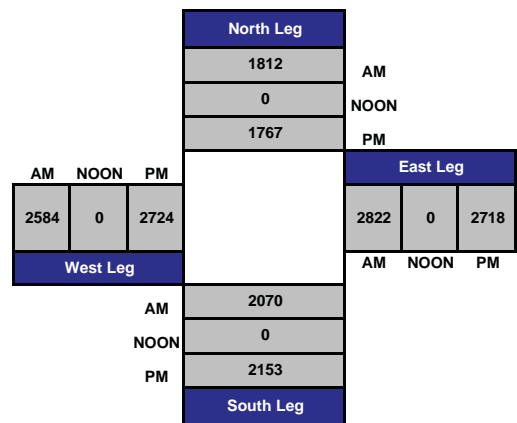 North Leg
1812
AM
0
NOON
1767
PM
AM NOON PM
East Leg
2584 0 2724
2822 0 2718
West Leg
AM NOON PM
AM
2070
NOON
0
PM
2153
South Leg